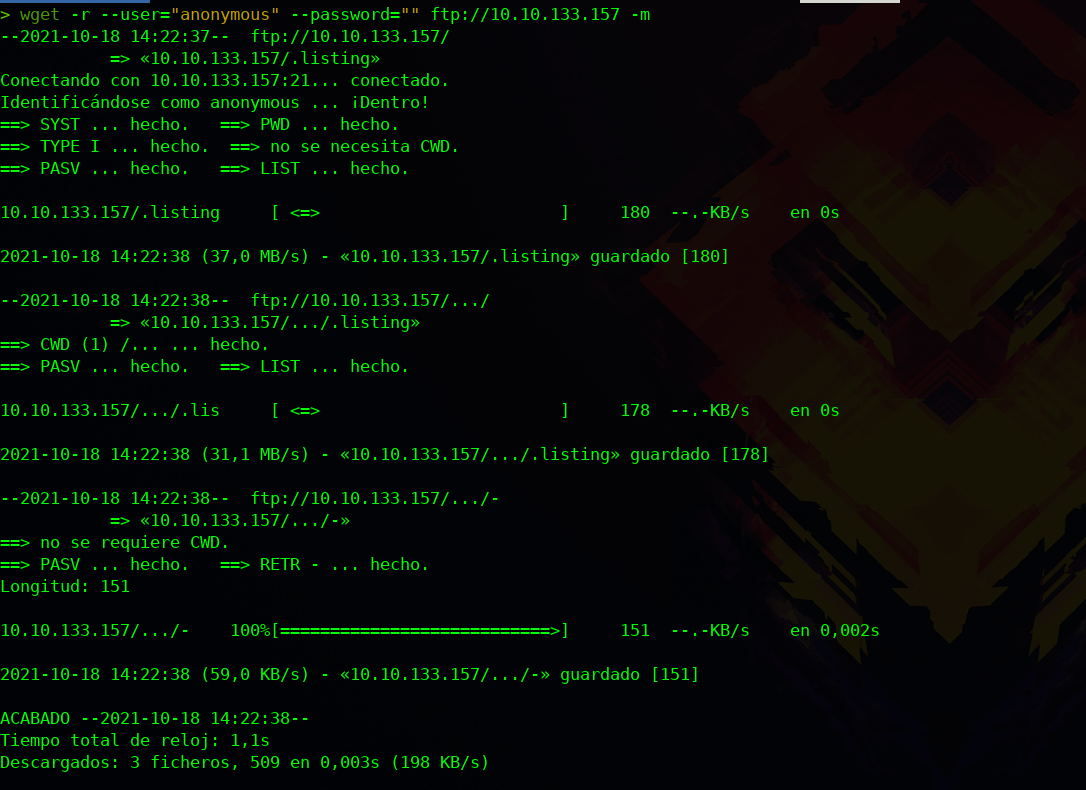 > wget -r --user="anonymous" --password="" ftp://10.10.133.157 -m
--2021-10-18 14:22:37--  ftp://10.10.133.157/
           => «10.10.133.157/.listing»
Conectando con 10.10.133.157:21... conectado.
Identificándose como anonymous ... ¡Dentro!
==> SYST ... hecho.   ==> PWD ... hecho.
==> TYPE I ... hecho.  ==> no se necesita CWD.
==> PASV ... hecho.   ==> LIST ... hecho.

10.10.133.157/.listing     [ <=>                        ]     180  --.-KB/s    en 0s

2021-10-18 14:22:38 (37,0 MB/s) - «10.10.133.157/.listing» guardado [180]

--2021-10-18 14:22:38--  ftp://10.10.133.157/.../
           => «10.10.133.157/.../.listing»
==> CWD (1) /... ... hecho.
==> PASV ... hecho.   ==> LIST ... hecho.

10.10.133.157/.../.lis     [ <=>                        ]     178  --.-KB/s    en 0s

2021-10-18 14:22:38 (31,1 MB/s) - «10.10.133.157/.../.listing» guardado [178]

--2021-10-18 14:22:38--  ftp://10.10.133.157/.../-
           => «10.10.133.157/.../-»
==> no se requiere CWD.
==> PASV ... hecho.   ==> RETR - ... hecho.
Longitud: 151

10.10.133.157/.../-    100%[===========================>]     151  --.-KB/s    en 0,002s

2021-10-18 14:22:38 (59,0 KB/s) - «10.10.133.157/.../-» guardado [151]

ACABADO --2021-10-18 14:22:38--
Tiempo total de reloj: 1,1s
Descargados: 3 ficheros, 509 en 0,003s (198 KB/s)